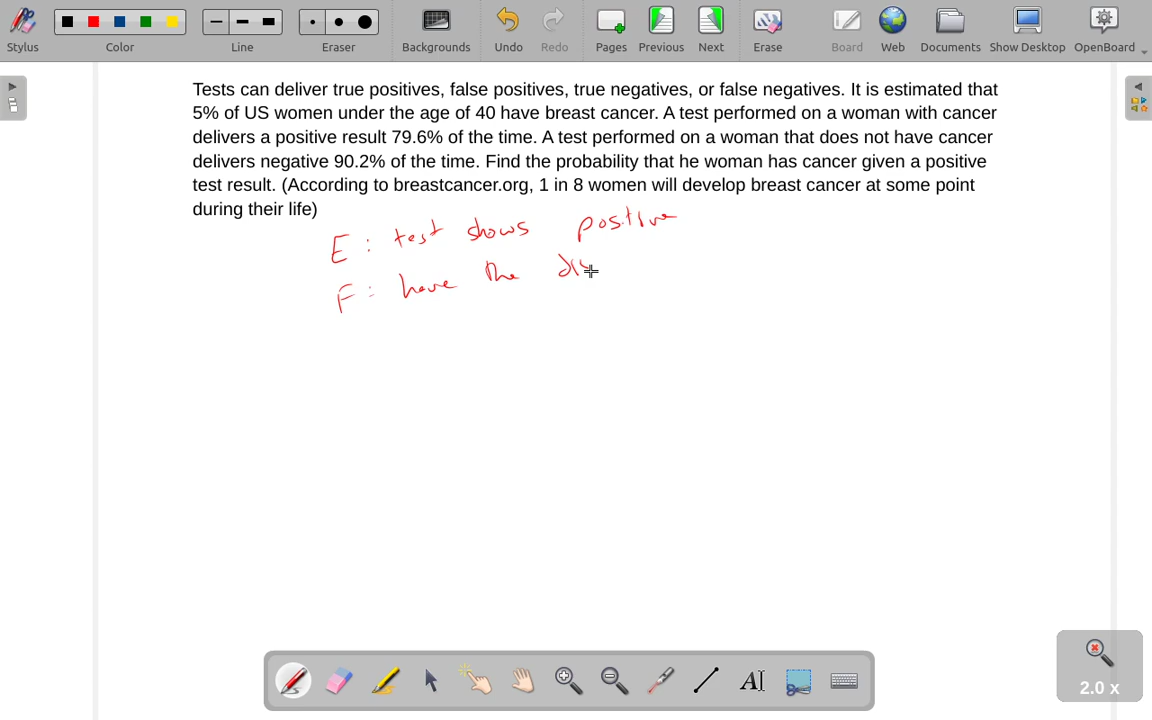 Stylus Color Line Eraser Backgrounds Undo Redo Pages Previous Next Erase Board Web Documents Show Desktop OpenBoard
Tests can deliver true positives, false positives, true negatives, or false negatives. It is estimated that
5% of US women under the age of 40 have breast cancer. A test performed on a woman with cancer
delivers a positive result 79.6% of the time. A test performed on a woman that does not have cancer
delivers negative 90.2% of the time. Find the probability that he woman has cancer given a positive
test result. (According to breastcancer.org, 1 in 8 women will develop breast cancer at some point
during their life)
E: test shows positive
F: have the dis
2.0 x